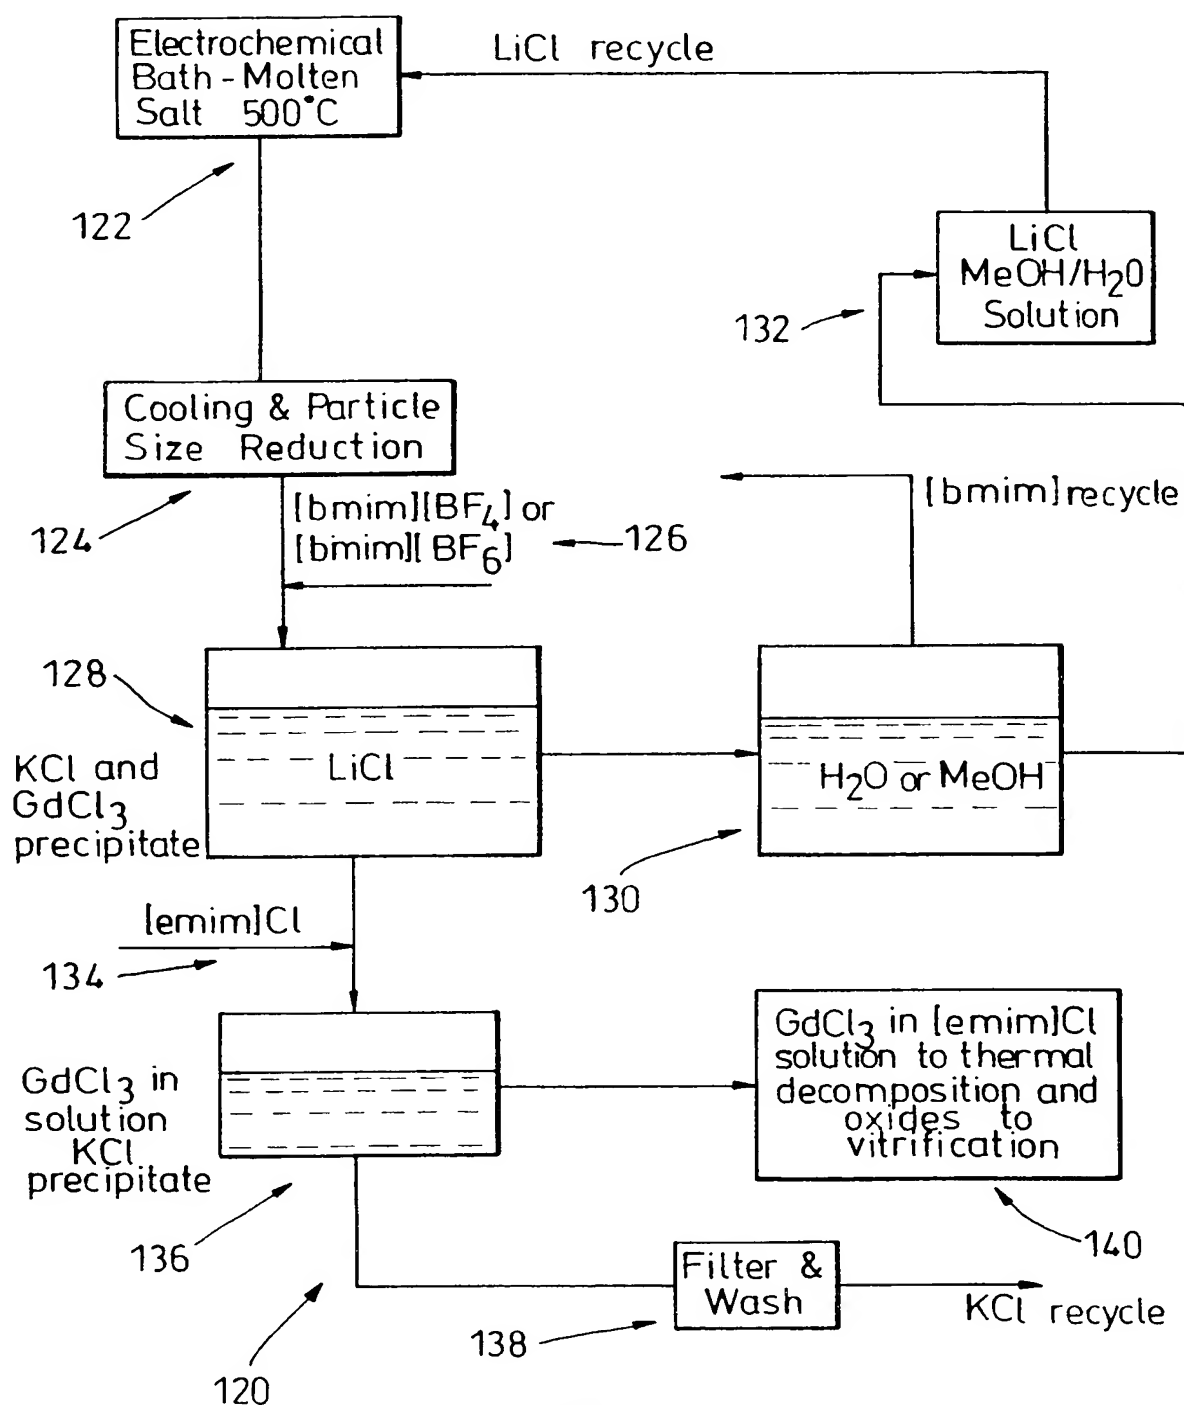 Electrochemical
Bath-Molten
Salt 500°C
LiCl recycle
122
LiCl
MeOH/H2O
Solution
132
Cooling & Particle
Size Reduction
124
[bmim][BF4] or
[bmim][BF6]
126
[bmim] recycle
128
KCl and
GdCl3
precipitate
LiCl
H2O or MeOH
130
[emim]Cl
134
GdCl3 in
solution
KCl
precipitate
136
GdCl3 in [emim]Cl
solution to thermal
decomposition and
oxides to
vitrification
140
Filter &
Wash
138
KCl recycle
120